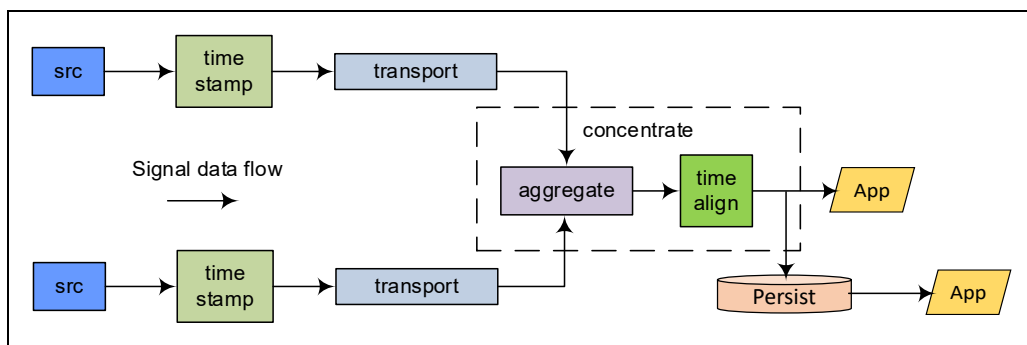 src
time
stamp
transport
concentrate
Signal data flow
aggregate
time
align
App
src
time
stamp
transport
Persist
App